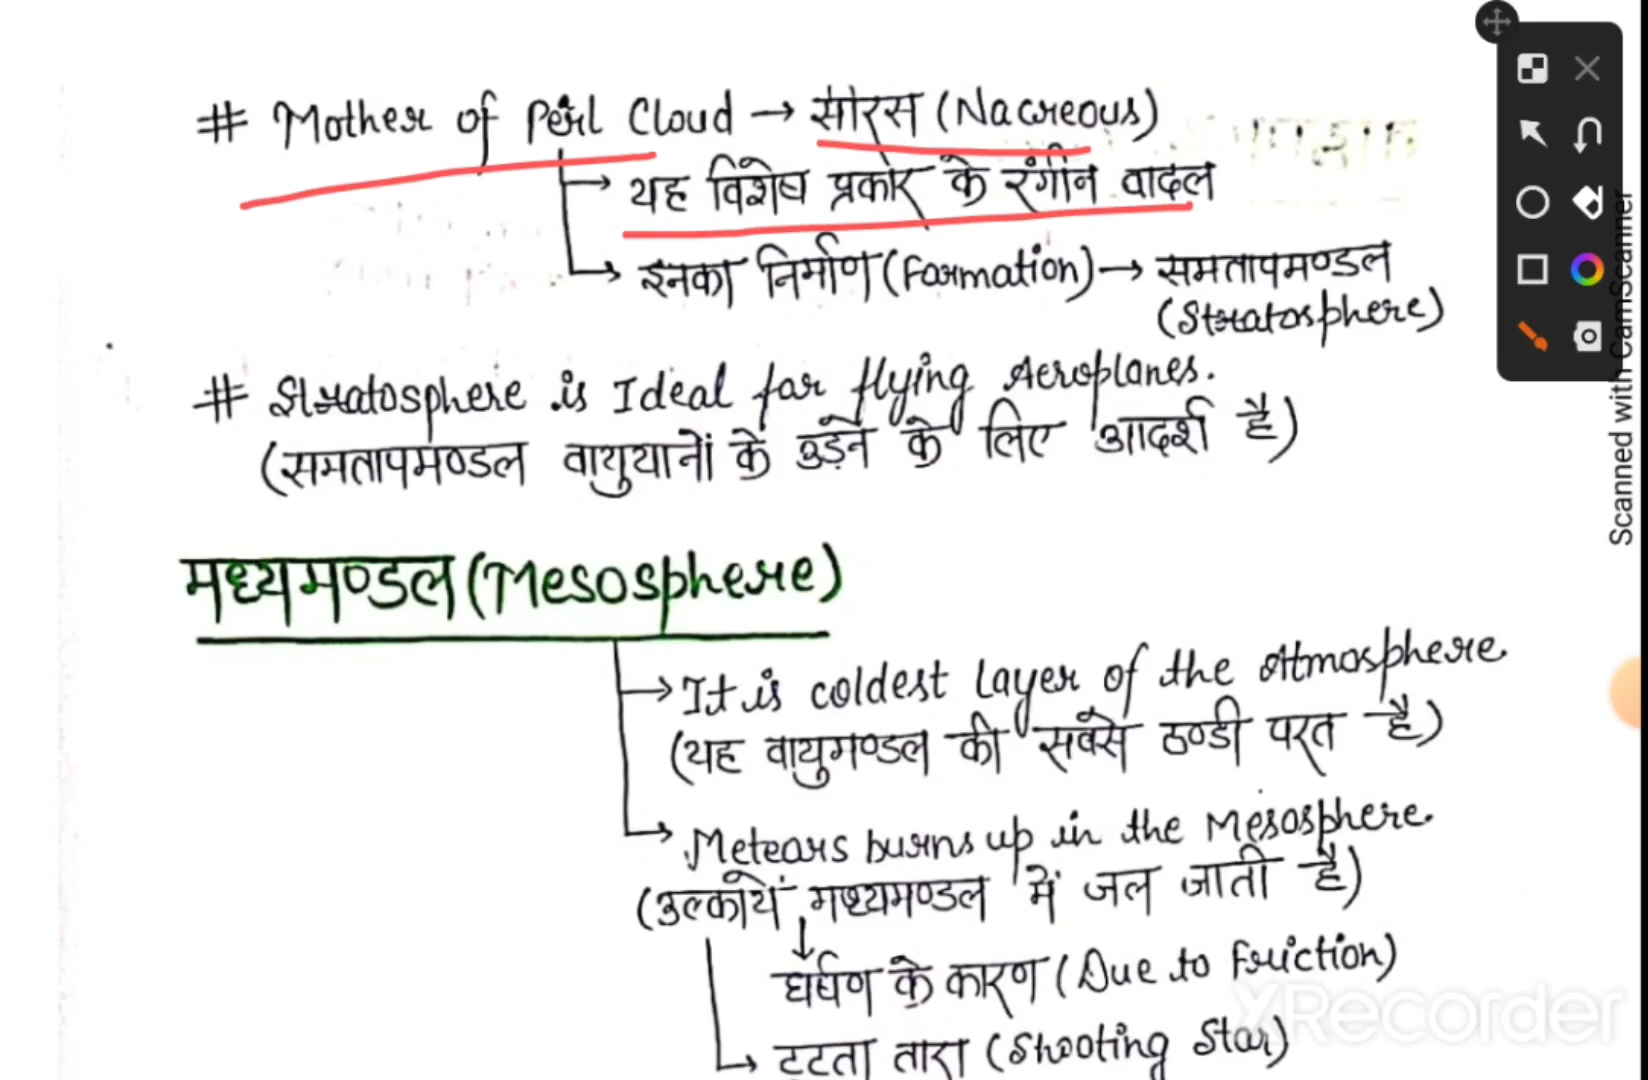 # Mother of Perl Cloud → सीरस (Nacreous)
→ यह विशेष प्रकार के रंगीन बादल
→ इनका निर्माण (Formation) → समतापमण्डल
(Stratosphere)
# Stratosphere is Ideal for flying Aeroplanes.
(समतापमण्डल वायुयानों के उड़ने के लिए आदर्श है)
मध्यमण्डल (Mesosphere)
→ It is coldest Layer of the Atmosphere
(यह वायुमण्डल की सबसे ठण्डी परत है)
→ Meteors burns up in the Mesosphere.
(उल्कायें मध्यमण्डल में जल जाती है)
↓
घर्षण के कारण (Due to Friction)
→ टूटता तारा (Shooting Star)
Scanned with CamScanner
XRecorder